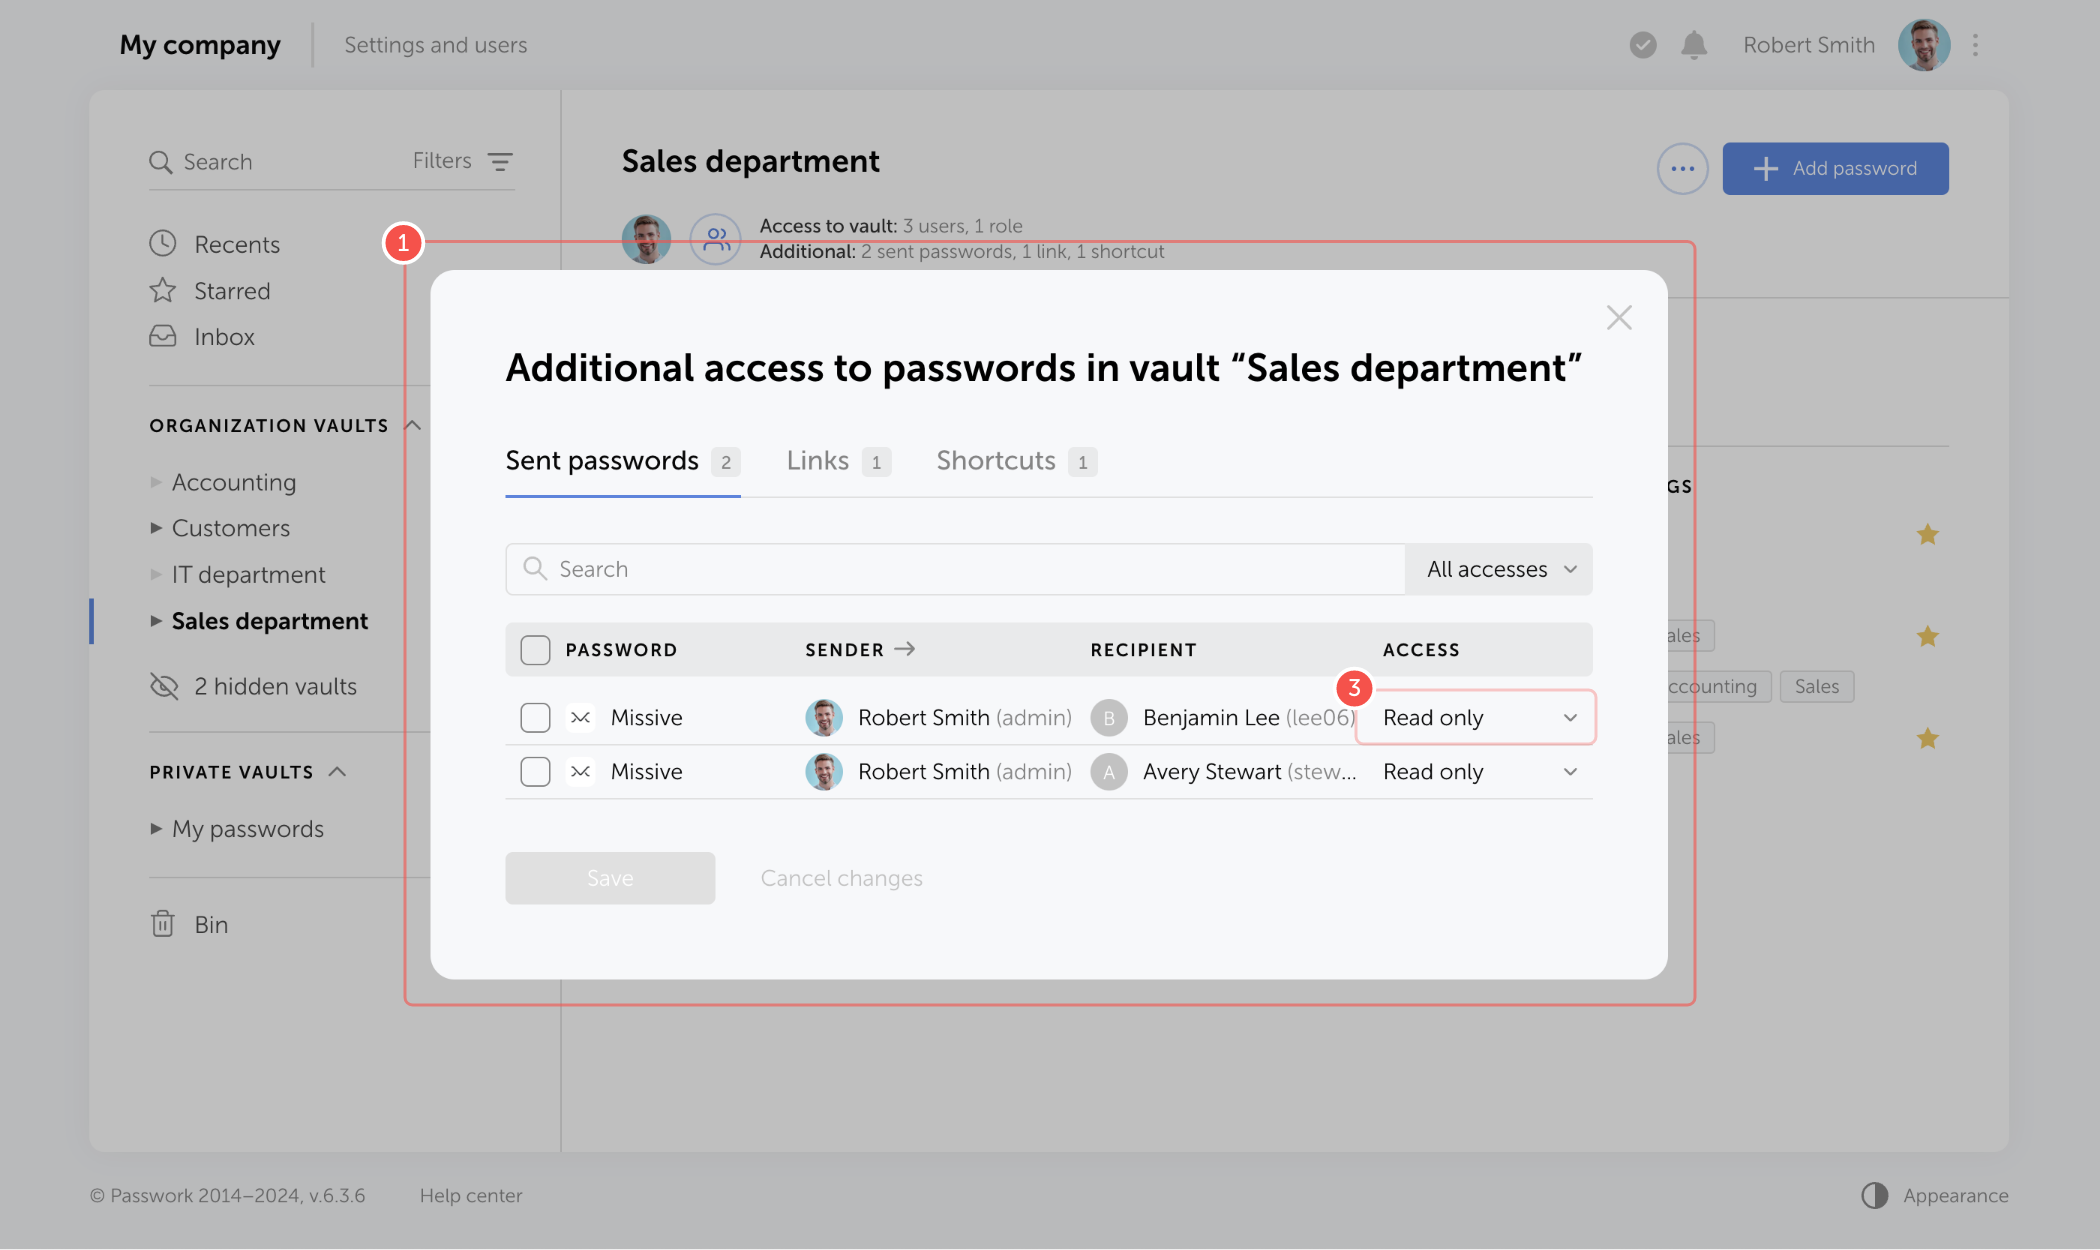 My company
Settings and users
Robert Smith
Search
Filters
Recents
Starred
Inbox
ORGANIZATION VAULTS
Accounting
Customers
IT department
Sales department
2 hidden vaults
PRIVATE VAULTS
My passwords
Bin
Sales department
Add password
Access to vault: 3 users, 1 role
Additional: 2 sent passwords, 1 link, 1 shortcut
1
Additional access to passwords in vault “Sales department”
Sent passwords 2
Links 1
Shortcuts 1
Search
All accesses
PASSWORD SENDER → RECIPIENT ACCESS
3
Missive Robert Smith (admin) B Benjamin Lee (lee06) Read only
Missive Robert Smith (admin) A Avery Stewart (stew... Read only
Save
Cancel changes
GS
ales
ccounting Sales
ales
© Passwork 2014–2024, v.6.3.6
Help center
Appearance